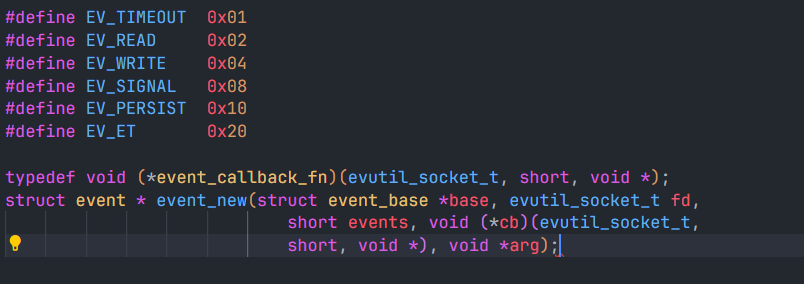 #define EV_TIMEOUT 0x01
#define EV_READ 0x02
#define EV_WRITE 0x04
#define EV_SIGNAL 0x08
#define EV_PERSIST 0x10
#define EV_ET 0x20
typedef void (*event_callback_fn)(evutil_socket_t, short, void *);
struct event * event_new(struct event_base *base, evutil_socket_t fd,
short events, void (*cb)(evutil_socket_t,
short, void *), void *arg);